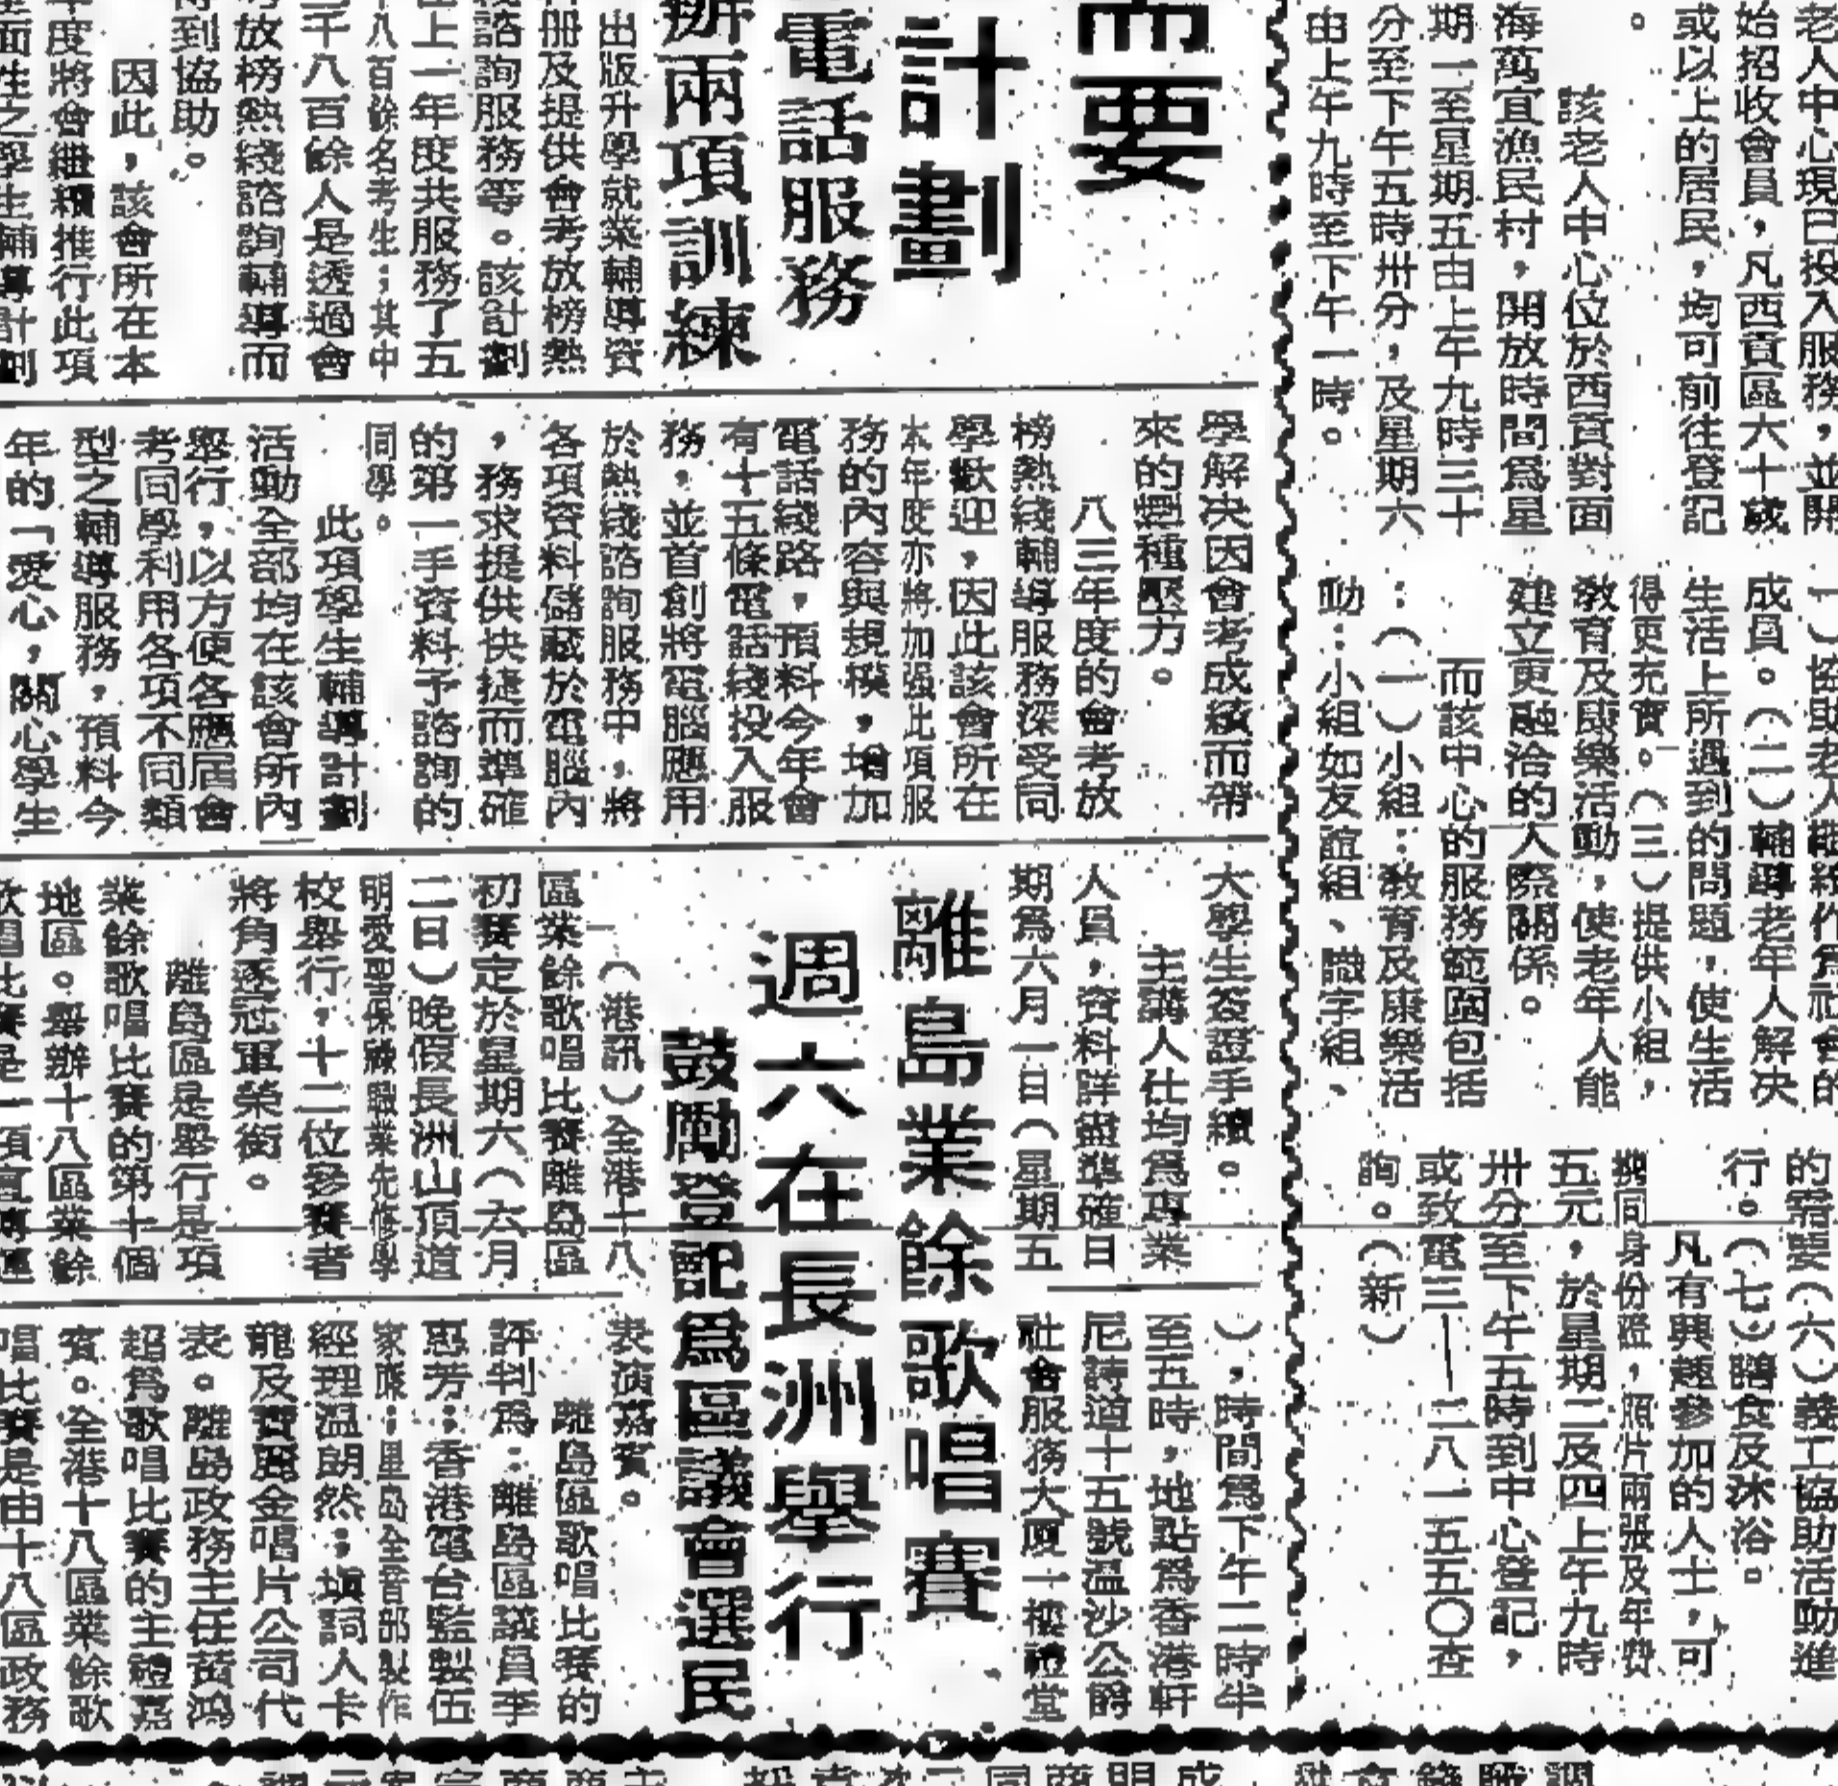 老人中心現已投入服務，並開
始招收會員，凡西貢區六十歲
或以上的居民，均可前往登記
。
該老人中心位於西貢對面
海萬宜漁民村，開放時間爲星
期一至星期五由上午九時三十
分至下午五時卅分，及星期六
由上午九時至下午一時。
一）協助老人繼續作爲社會的
成員。（二）輔導老年人解决
生活上所遇到的問題，使生活
得更充實。（三）提供小組，
敎育及康樂活動，使老年人能
建立更融洽的人際關係。
而該中心的服務範圍包括
：（一）小組：敎育及康樂活
動：小組如友誼組、識字組、
的需要（六）義工協助活動進
行。（七）膳食及沐浴。
凡有興趣參加的人士，可
携同身份證，照片兩張及年費
五元，於星期二及四上午九時
卅分至下午五時到中心登記，
或致電三—二八一五五〇查
詢。（新）
而要
計劃
電話服務
辦兩項訓練
出版升學就業輔導資
册及提供會考放榜熱
諮詢服務等。該計劃
上一年度共服務了五
八百餘名考生；其中
千八百餘人是透過會
放榜熱綫諮詢輔導而
得到協助。
因此，該會所在本
年度將會繼續推行此項
面性之學生輔導計劃
學解决因會考成績而帶
來的種種壓力。
八三年度的會考放
榜熱綫輔導服務深受同
學歡迎，因此該會所在
本年度亦將加强此項服
務的內容與規模，增加
電話綫路，預料今年會
有十五條電話綫投入服
務，並首創將電腦應用
於熱綫諮詢服務中，將
各項資料儲藏於電腦內
，務求提供快捷而準確
的第一手資料予諮詢的
同學。
此項學生輔導計劃
活動全部均在該會所內
舉行，以方便各應屆會
考同學利用各項不同類
型之輔導服務，預料今
年的「愛心，關心學生
大學生簽證手續。
主講人仕均爲專業
人員，資料詳盡準確日
期爲六月一日（星期五
），時間爲下午二時半
至五時，地點爲香港軒
尼詩道十五號溫沙公爵
社會服務大厦一樓禮堂
離島業餘歌唱賽
週六在長洲舉行
鼓勵登記爲區議會選民
（港訊）全港十八
區業餘歌唱比賽離島區
初賽定於星期六（六月
二日）晚假長洲山頂道
明愛聖保祿職業先修學
校舉行，十二位參賽者
將角逐冠軍榮銜。
離島區是舉行是項
業餘歌唱比賽的第十個
地區。舉辦十八區業餘
歌唱比賽是一項宣傳運
表演嘉賓。
離島區歌唱比賽的
評判爲：離島區議員李
惠芳；香港電台監製伍
家廉；里島全音部製作
經理溫朗然；塡詞人卡
龍及寶麗金唱片公司代
表。離島政務主任黃鴻
超爲歌唱比賽的主禮嘉
賓。全港十八區業餘歌
唱比賽是由十八區政務